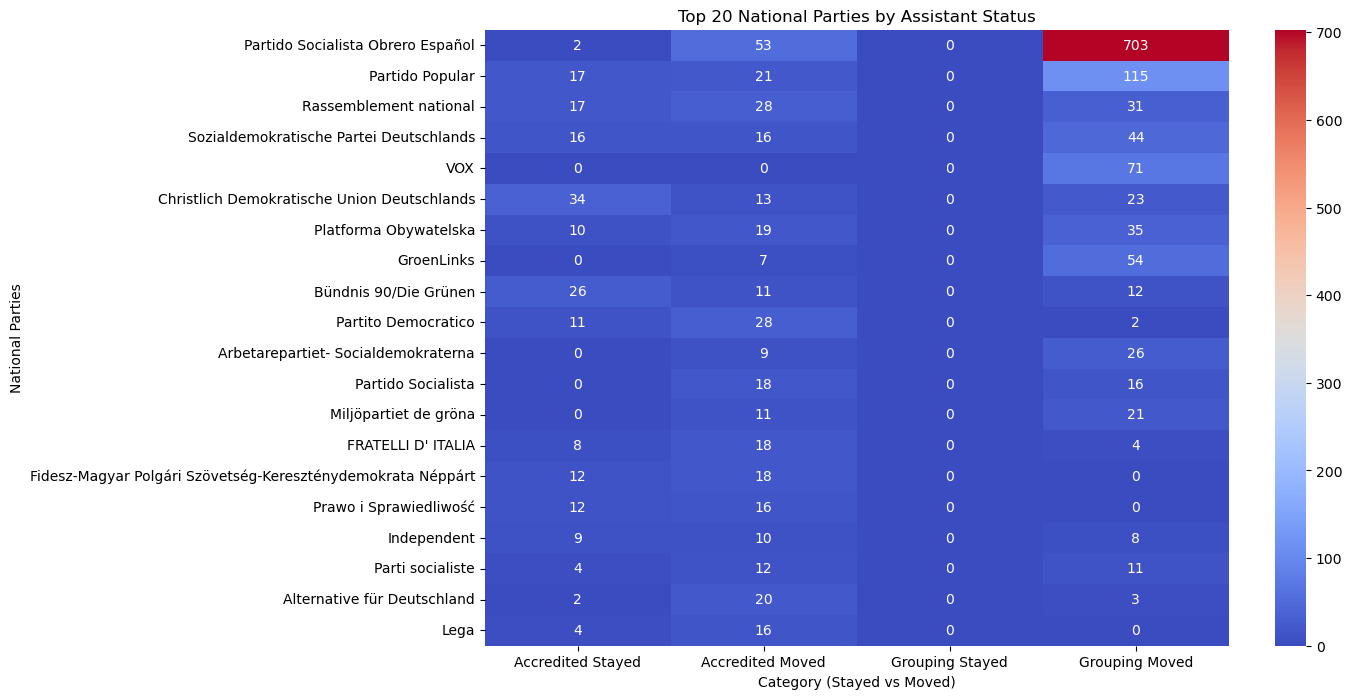 Top 20 National Parties by Assistant Status
National Parties
Partido Socialista Obrero Español 2 53 0 703
Partido Popular 17 21 0 115
Rassemblement national 17 28 0 31
Sozialdemokratische Partei Deutschlands 16 16 0 44
VOX 0 0 0 71
Christlich Demokratische Union Deutschlands 34 13 0 23
Platforma Obywatelska 10 19 0 35
GroenLinks 0 7 0 54
Bündnis 90/Die Grünen 26 11 0 12
Partito Democratico 11 28 0 2
Arbetarepartiet- Socialdemokraterna 0 9 0 26
Partido Socialista 0 18 0 16
Miljöpartiet de gröna 0 11 0 21
FRATELLI D' ITALIA 8 18 0 4
Fidesz-Magyar Polgári Szövetség-Kereszténydemokrata Néppárt 12 18 0 0
Prawo i Sprawiedliwość 12 16 0 0
Independent 9 10 0 8
Parti socialiste 4 12 0 11
Alternative für Deutschland 2 20 0 3
Lega 4 16 0 0
Accredited Stayed Accredited Moved Grouping Stayed Grouping Moved
Category (Stayed vs Moved)
700
600
500
400
300
200
100
0